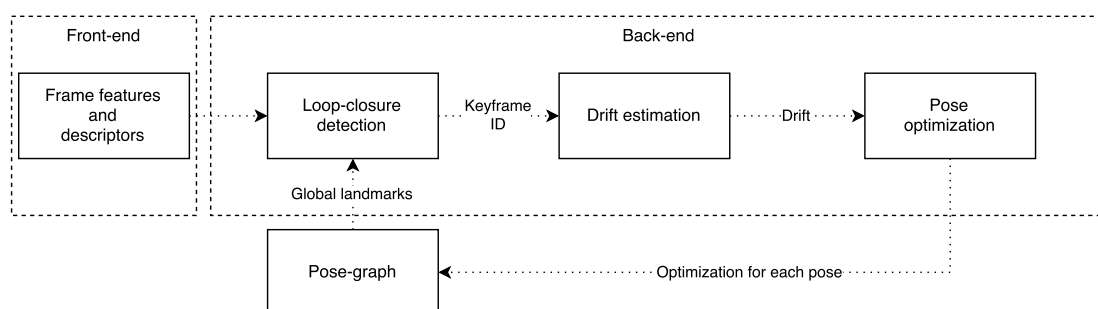 Front-end
Back-end
Frame features
and
descriptors
Loop-closure
detection
Keyframe
ID
Drift estimation
Drift
Pose
optimization
Global landmarks
Pose-graph
Optimization for each pose